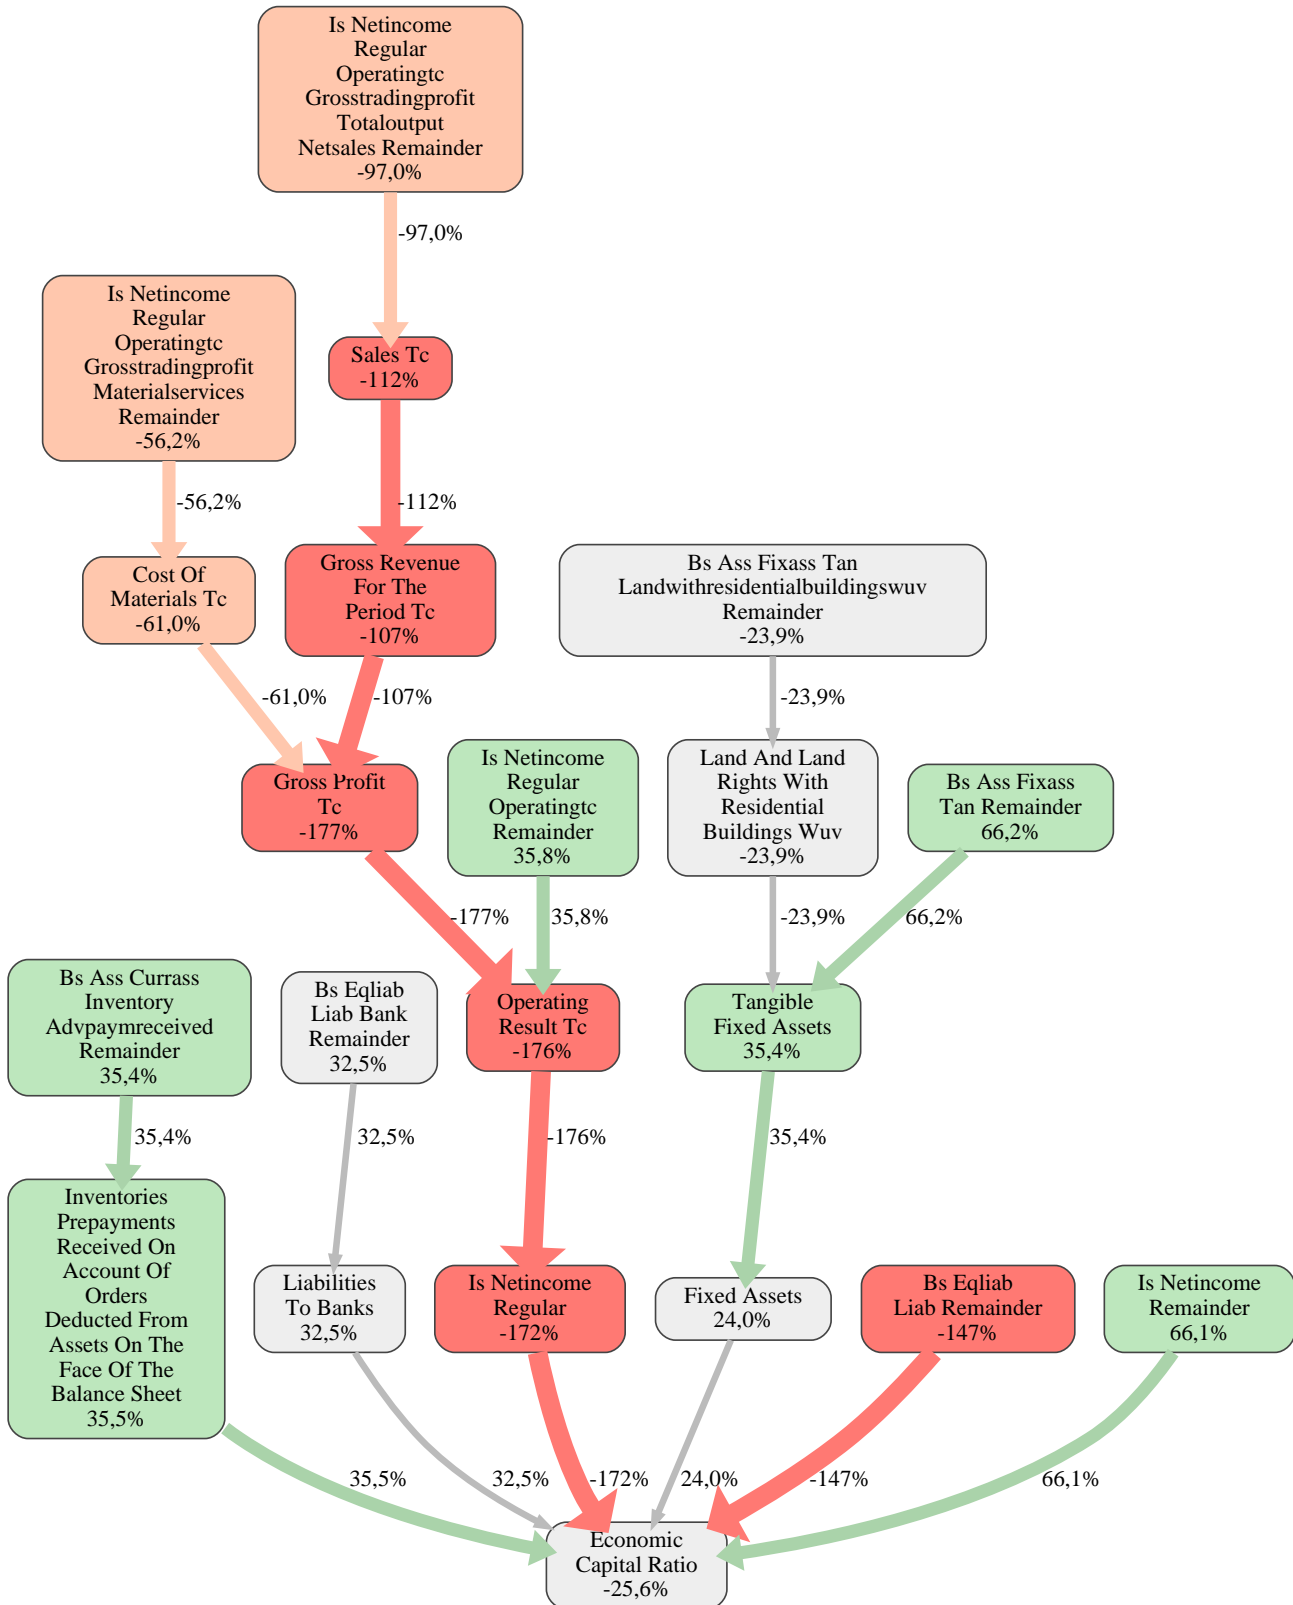 Is Netincome
Regular
Operatingtc
Grosstradingprofit
Totaloutput
Netsales Remainder
-97,0%
-97,0%
Is Netincome
Regular
Operatingtc
Grosstradingprofit
Materialservices
Remainder
-56,2%
Sales Tc
-112%
-56,2%
-112%
Cost Of
Materials Tc
-61,0%
Gross Revenue
For The
Period Tc
-107%
Bs Ass Fixass Tan
Landwithresidentialbuildingswuv
Remainder
-23,9%
-61,0%
-107%
-23,9%
Gross Profit
Tc
-177%
Is Netincome
Regular
Operatingtc
Remainder
35,8%
Land And Land
Rights With
Residential
Buildings Wuv
-23,9%
Bs Ass Fixass
Tan Remainder
66,2%
-177%
35,8%
-23,9%
66,2%
Bs Ass Currass
Inventory
Advpaymreceived
Remainder
35,4%
Bs Eqliab
Liab Bank
Remainder
32,5%
Operating
Result Tc
-176%
Tangible
Fixed Assets
35,4%
35,4%
32,5%
-176%
35,4%
Inventories
Prepayments
Received On
Account Of
Orders
Deducted From
Assets On The
Face Of The
Balance Sheet
35,5%
Liabilities
To Banks
32,5%
Is Netincome
Regular
-172%
Fixed Assets
24,0%
Bs Eqliab
Liab Remainder
-147%
Is Netincome
Remainder
66,1%
35,5%
32,5%
-172%
24,0%
-147%
66,1%
Economic
Capital Ratio
-25,6%